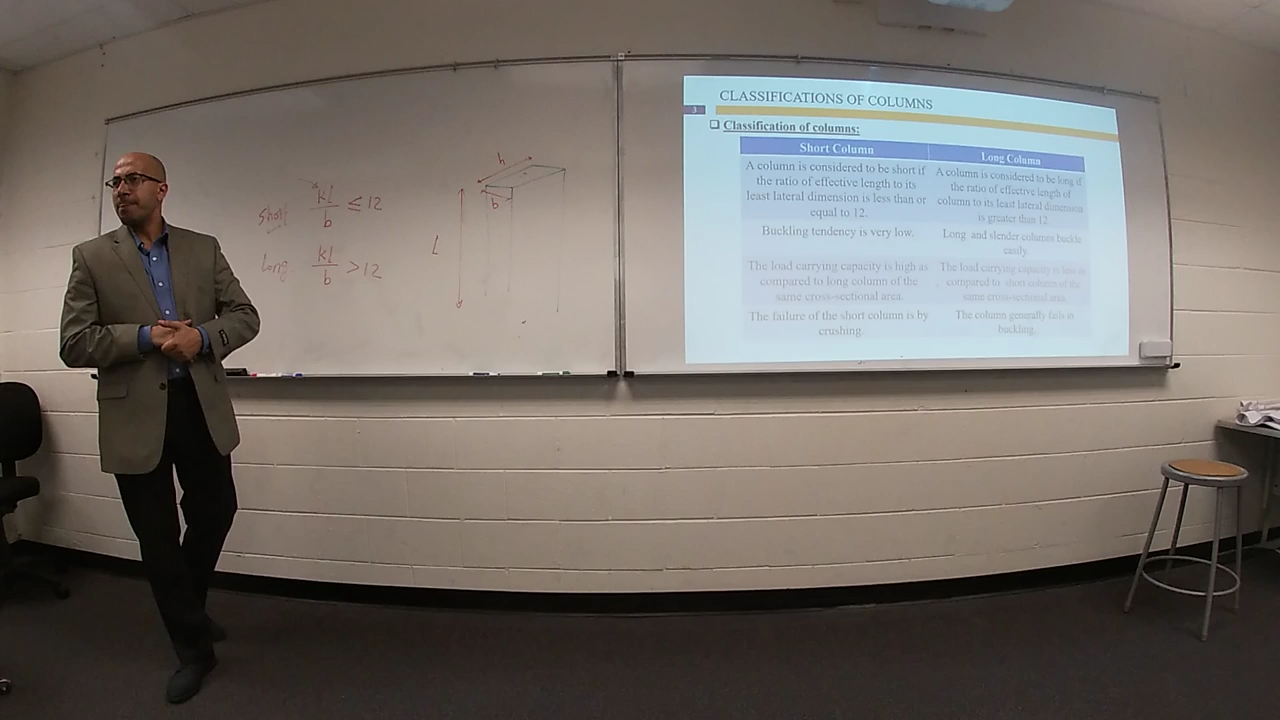 short kl/b ≤ 12
long kl/b > 12
h
b
L
CLASSIFICATIONS OF COLUMNS
3
Classification of columns:
Short Column
A column is considered to be short if
the ratio of effective length to its
least lateral dimension is less than or
equal to 12.
Buckling tendency is very low.
The load carrying capacity is high as
compared to long column of the
same cross-sectional area.
The failure of the short column is by
crushing.
Long Column
A column is considered to be long if
the ratio of effective length of
column to its least lateral dimension
is greater than 12
Long and slender columns buckle
easily
The load carrying capacity is less as
compared to short column of the
same cross-sectional area.
The column generally fails in
buckling.